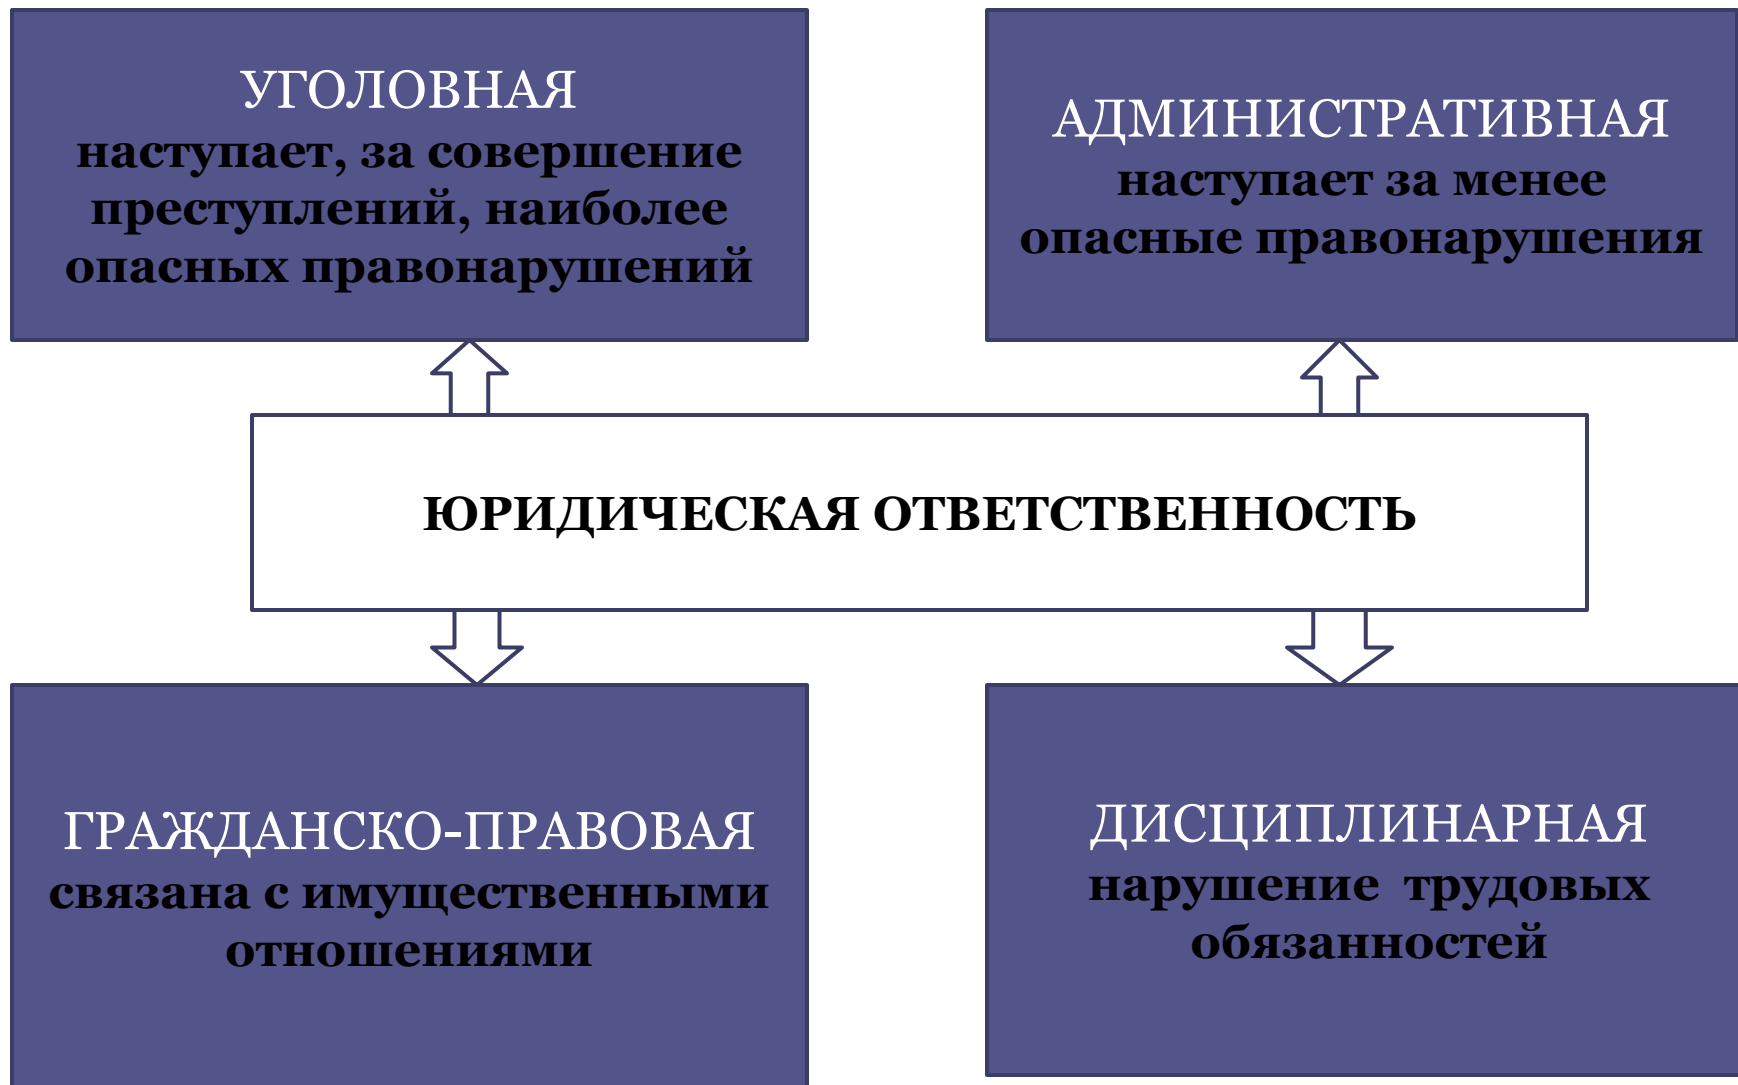 УГОЛОВНАЯ
наступает, за совершение
преступлений, наиболее
опасных правонарушений
АДМИНИСТРАТИВНАЯ
наступает за менее
опасные правонарушения
ЮРИДИЧЕСКАЯ ОТВЕТСТВЕННОСТЬ
ГРАЖДАНСКО-ПРАВОВАЯ
связана с имущественными
отношениями
ДИСЦИПЛИНАРНАЯ
нарушение  трудовых
обязанностей